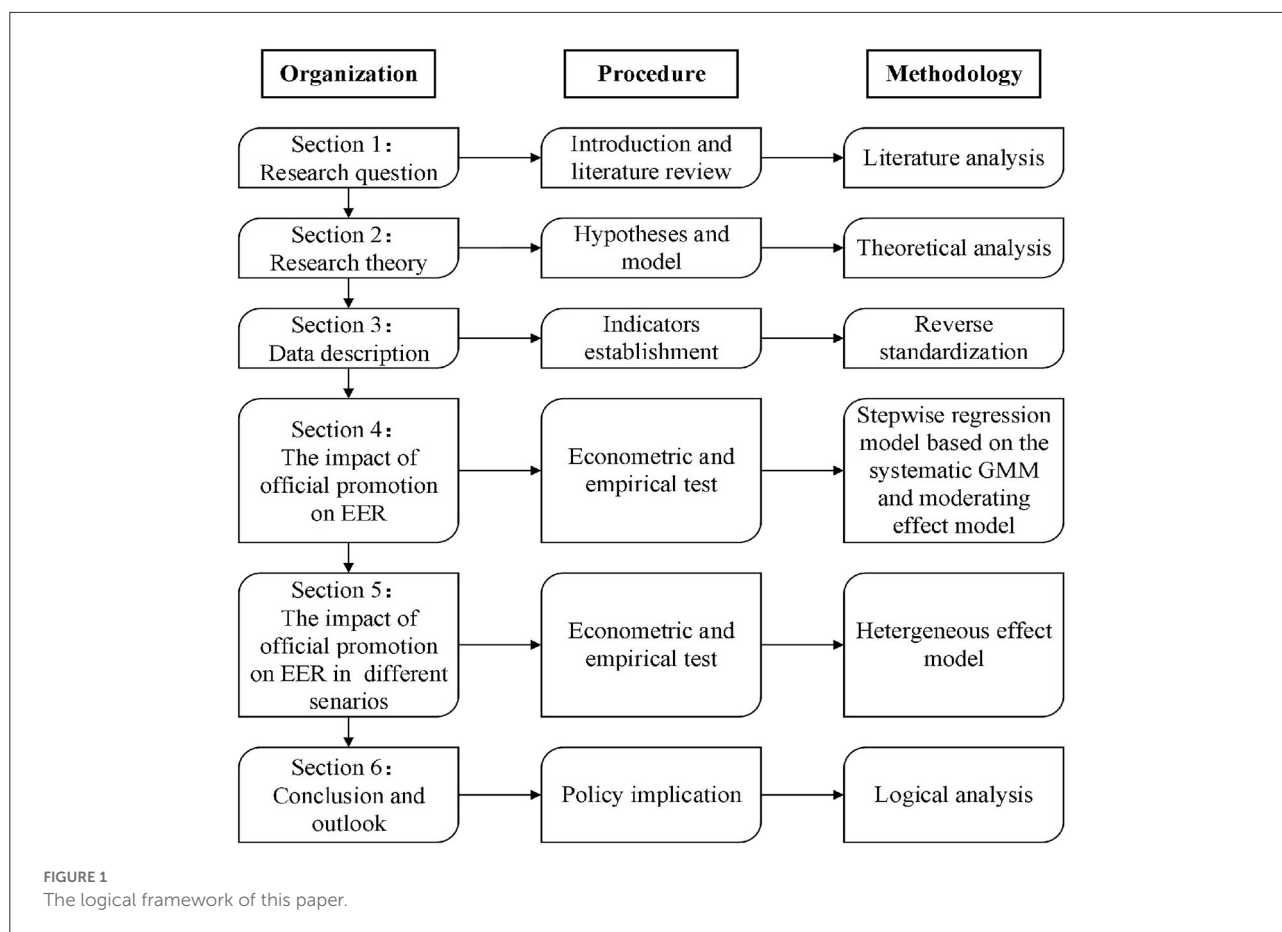 Organization
Procedure
Methodology
Section 1：
Research question
Introduction and
literature review
Literature analysis
Section 2：
Research theory
Hypotheses and
model
Theoretical analysis
Section 3：
Data description
Indicators
establishment
Reverse
standardization
Section 4：
The impact of
official promotion
on EER
Econometric and
empirical test
Stepwise regression
model based on the
systematic GMM
and moderating
effect model
Section 5：
The impact of
official promotion
on EER in different
senarios
Econometric and
empirical test
Hetergeneous effect
model
Section 6：
Conclusion and
outlook
Policy implication
Logical analysis
FIGURE 1
The logical framework of this paper.